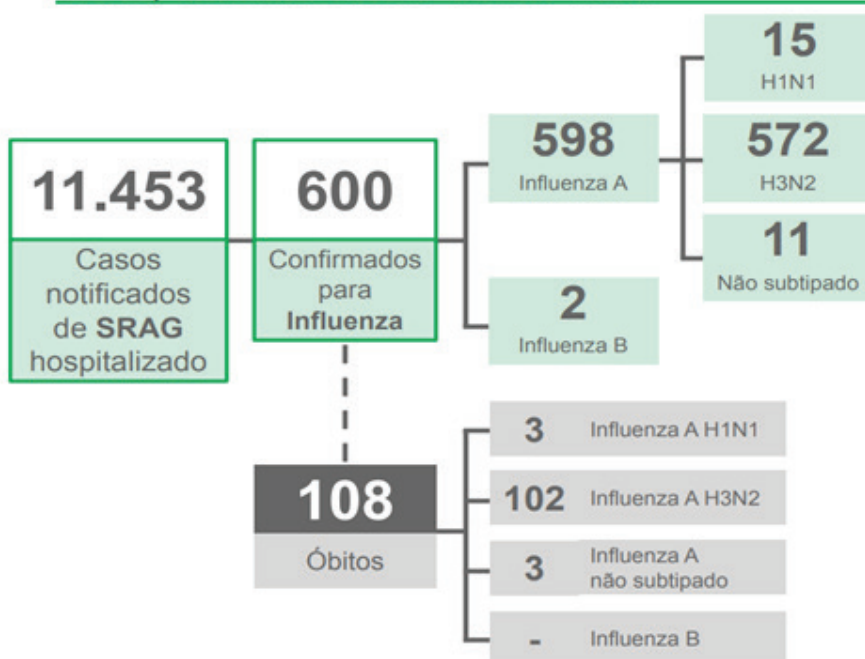 11.453
Casos
notificados
de SRAG
hospitalizado
600
Confirmados
para
Influenza
598
Influenza A
2
Influenza B
15
H1N1
572
H3N2
11
Não subtipado
108
Óbitos
3 Influenza A H1N1
102 Influenza A H3N2
3 Influenza A
não subtipado
- Influenza B